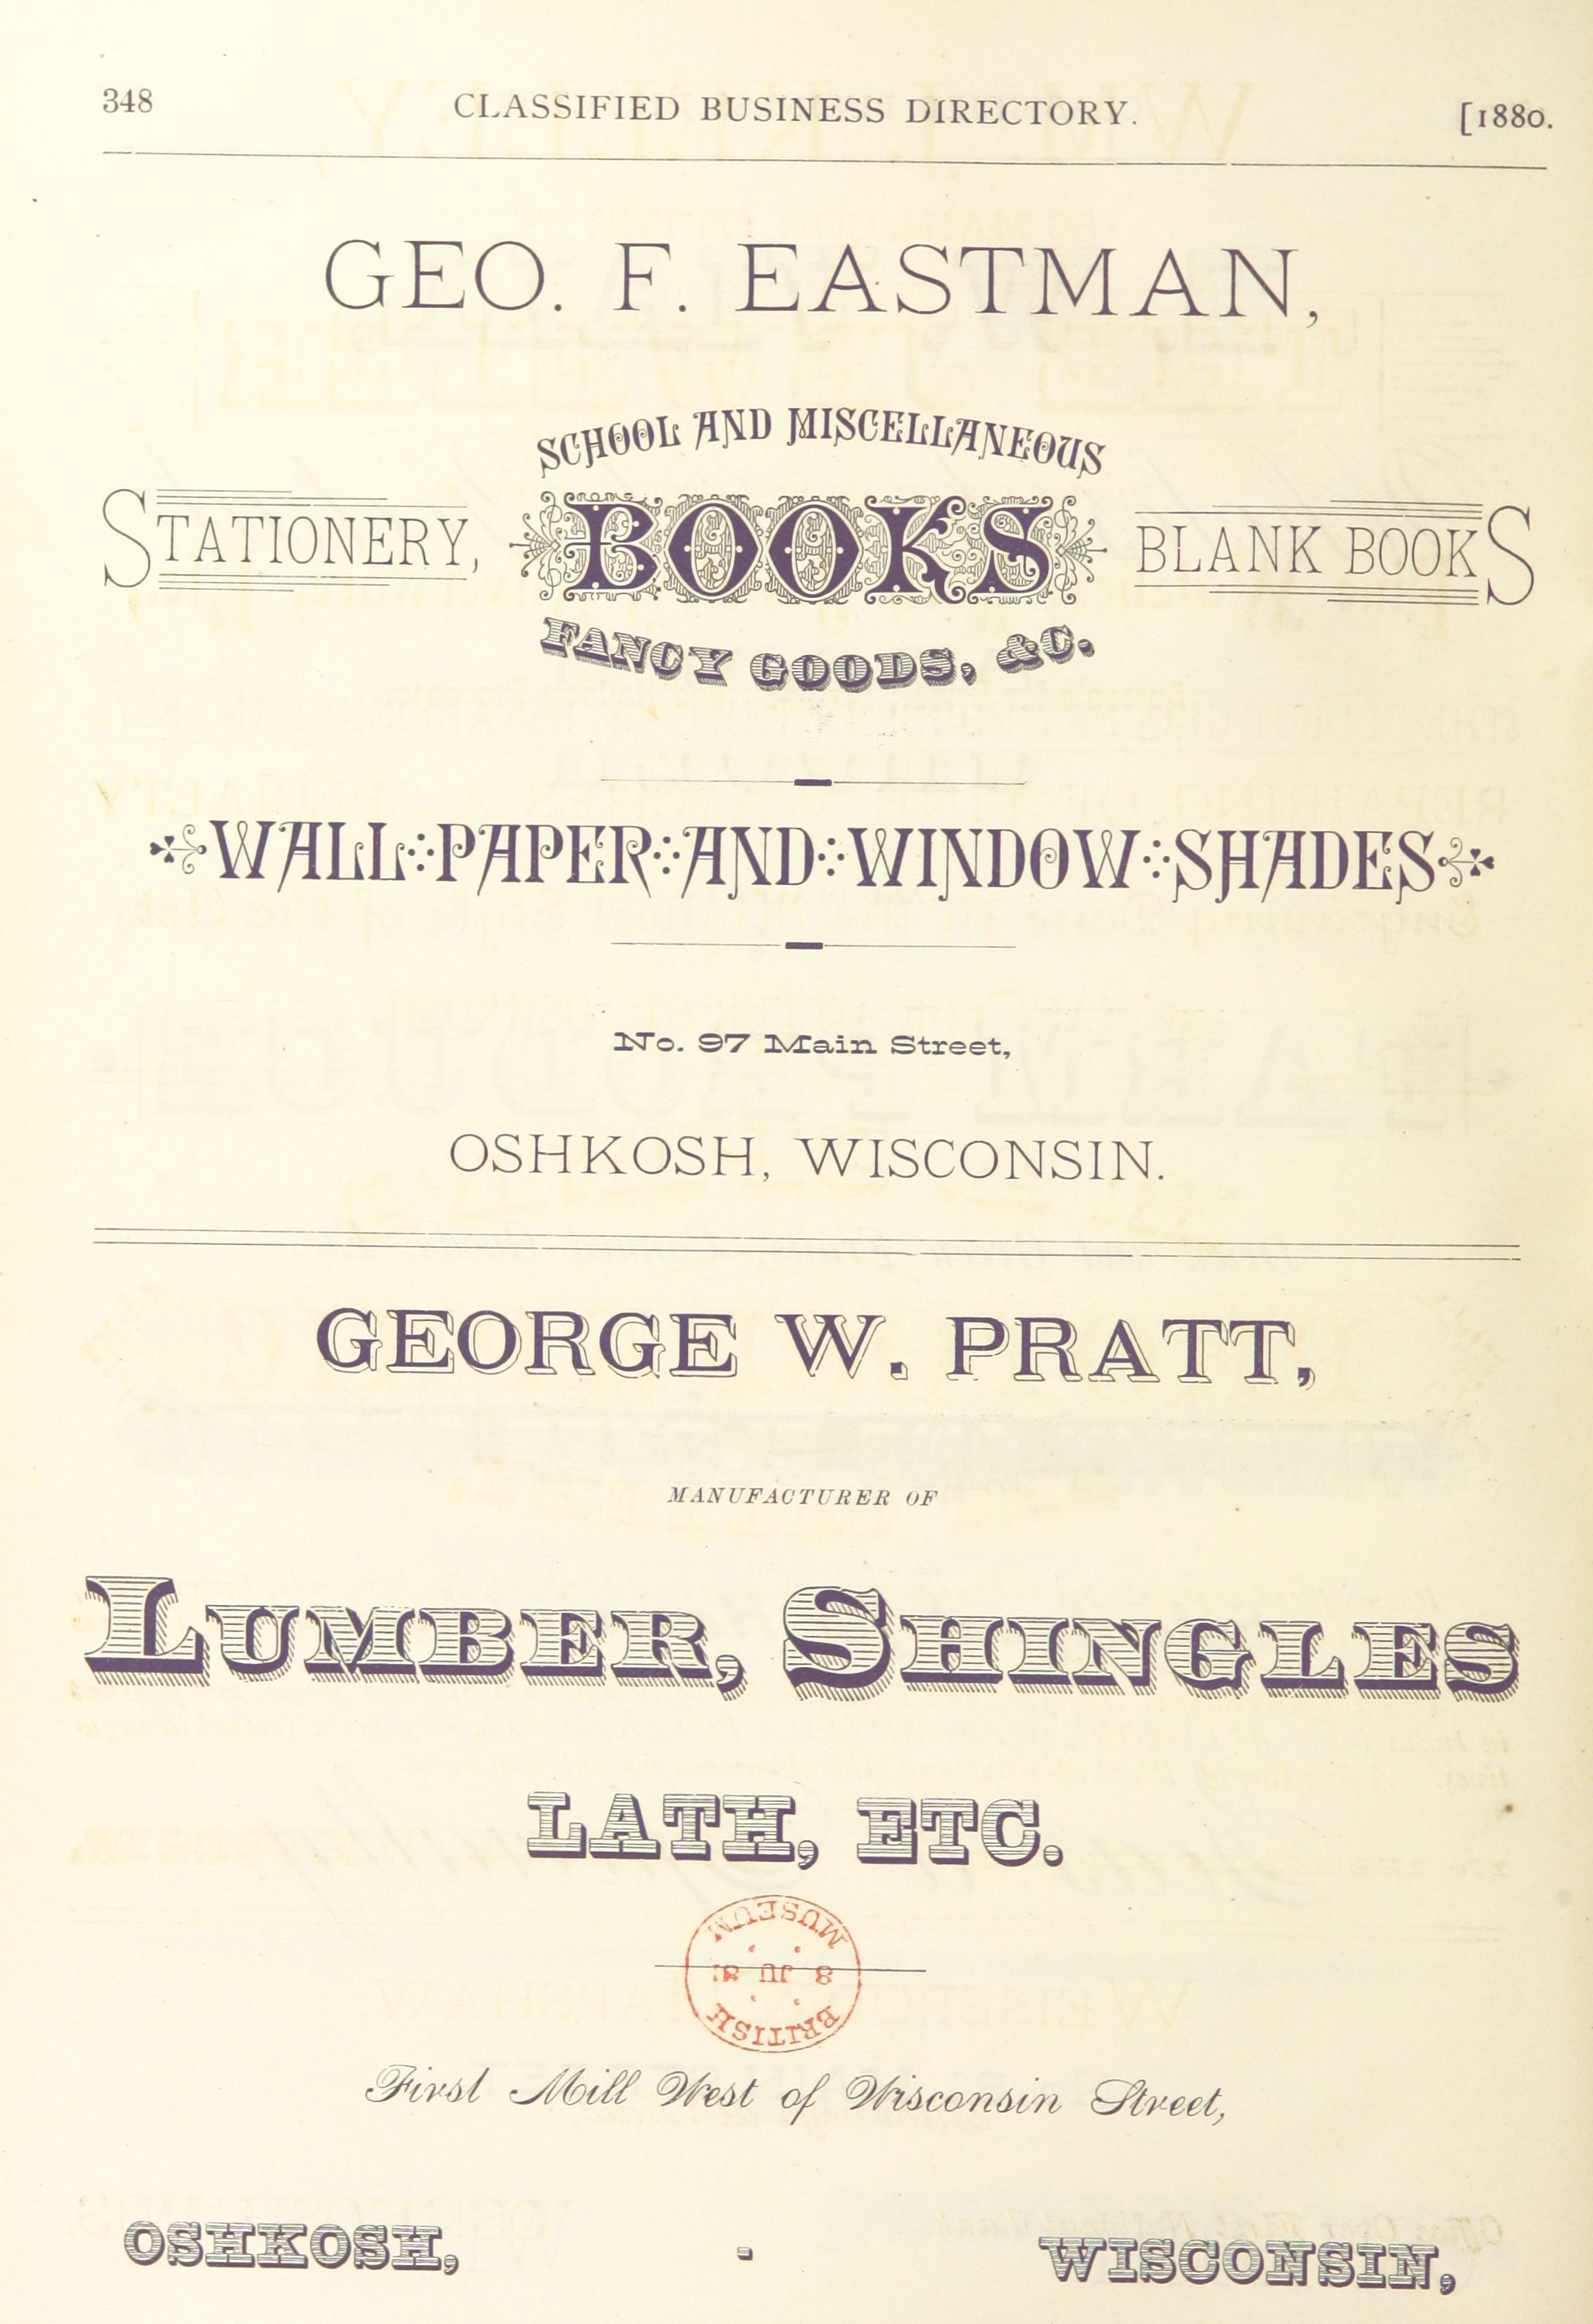 348 CLASSIFIED BUSINESS DIRECTORY. [1880.
GEO. F. EASTMAN,
SCHOOL AND MISCELLANEOUS
STATIONERY, BOOKS BLANK BOOKS
FANCY GOODS, &C.
WALL PAPER AND WINDOW SHADES
No. 97 Main Street,
OSHKOSH, WISCONSIN.
GEORGE W. PRATT,
MANUFACTURER OF
LUMBER, SHINGLES
LATH, ETC.
BRITISH
8 JU
MUSEUM
First Mill West of Wisconsin Street,
OSHKOSH, - WISCONSIN,